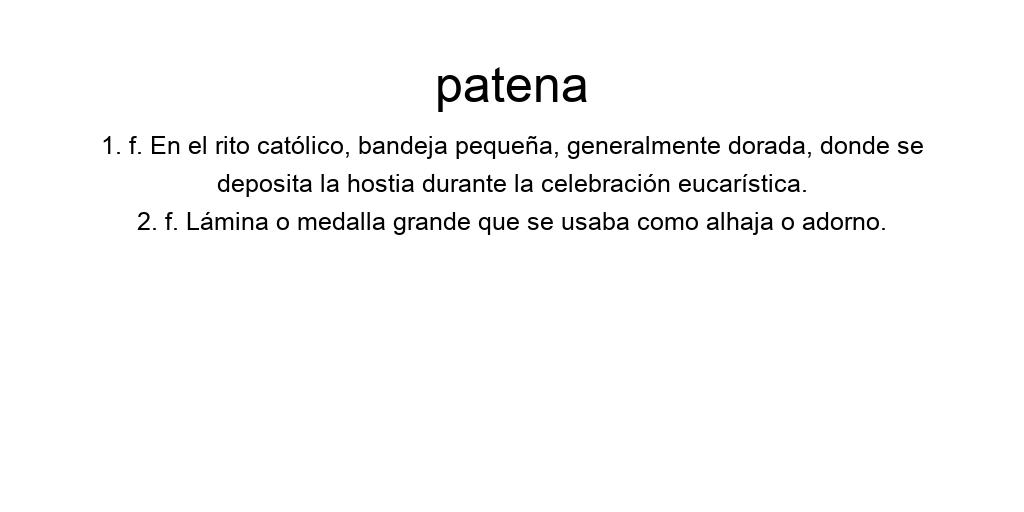 patena
1. f. En el rito católico, bandeja pequeña, generalmente dorada, donde se
deposita la hostia durante la celebración eucarística.
2. f. Lámina o medalla grande que se usaba como alhaja o adorno.